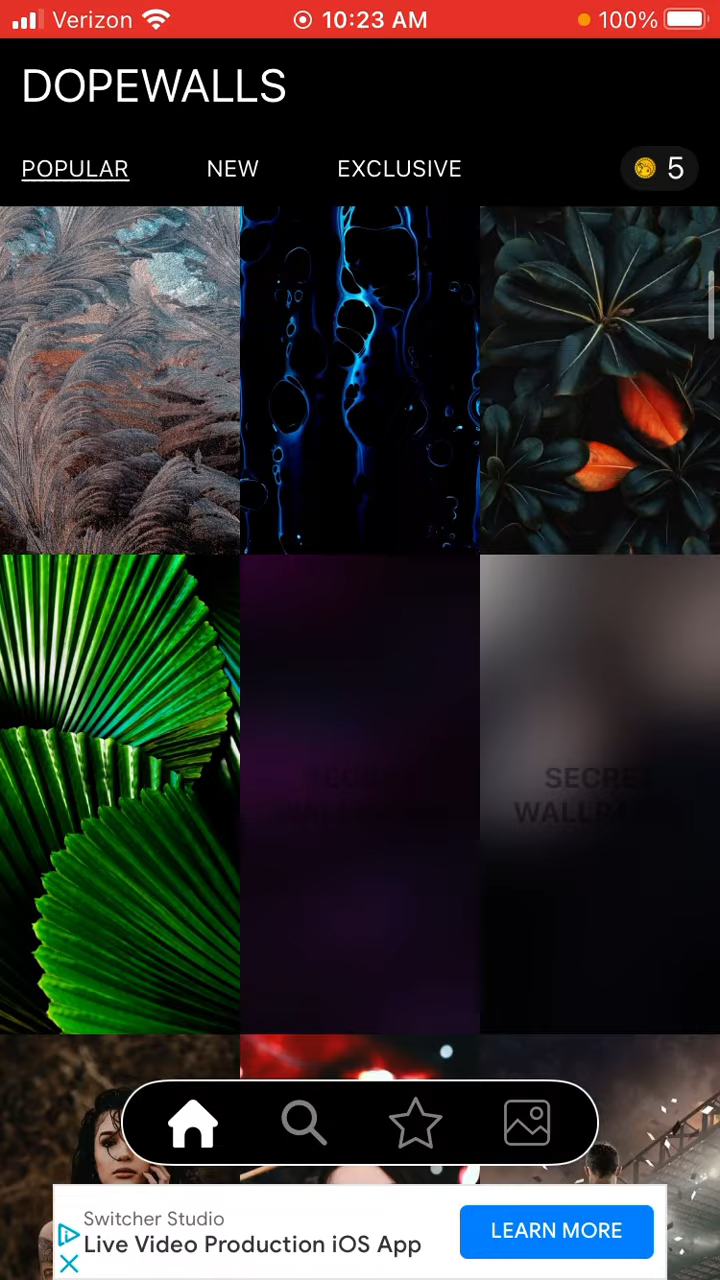 Verizon 10:23 AM 100%
DOPEWALLS
POPULAR NEW EXCLUSIVE 5
SECRET
Switcher Studio
Live Video Production iOS App
LEARN MORE